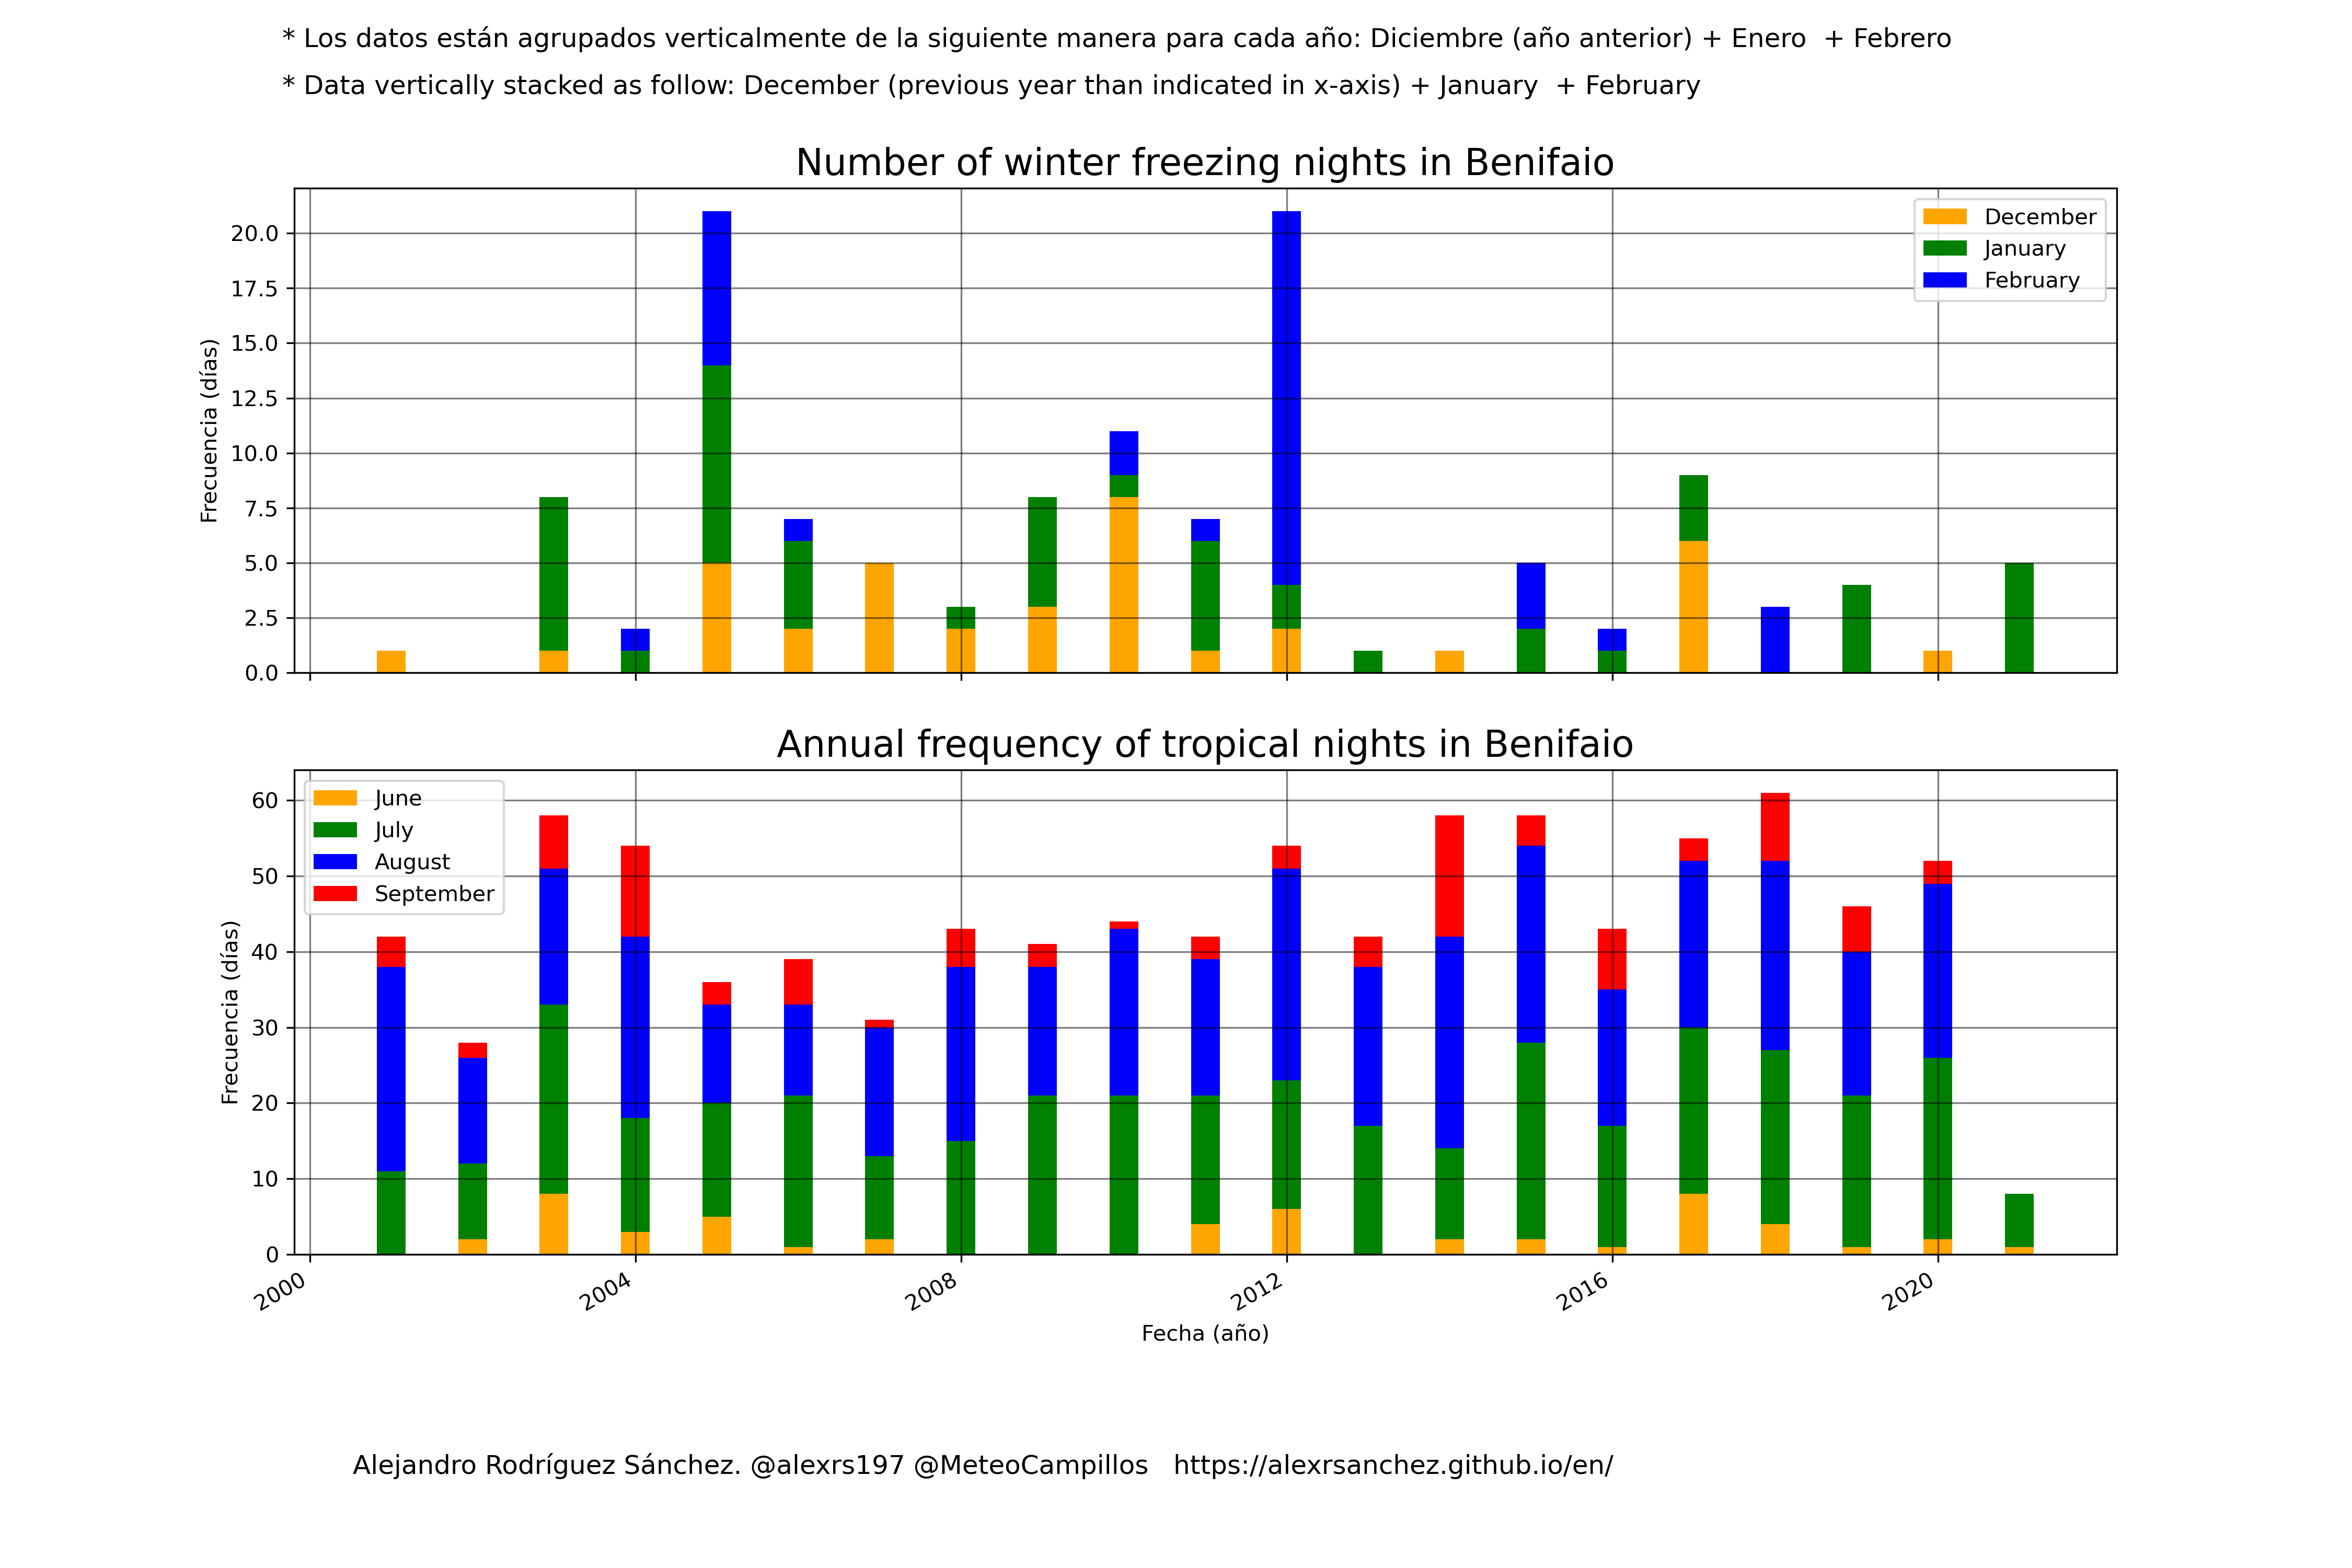 * Los datos están agrupados verticalmente de la siguiente manera para cada año: Diciembre (año anterior) + Enero  + Febrero
* Data vertically stacked as follow: December (previous year than indicated in x-axis) + January  + February
Number of winter freezing nights in Benifaio
20.0
17.5
15.0
12.5
10.0
7.5
5.0
2.5
0.0
Frecuencia (días)
December
January
February
Annual frequency of tropical nights in Benifaio
60
50
40
30
20
10
0
Frecuencia (días)
June
July
August
September
2000
2004
2008
2012
2016
2020
Fecha (año)
Alejandro Rodríguez Sánchez. @alexrs197 @MeteoCampillos   https://alexrsanchez.github.io/en/